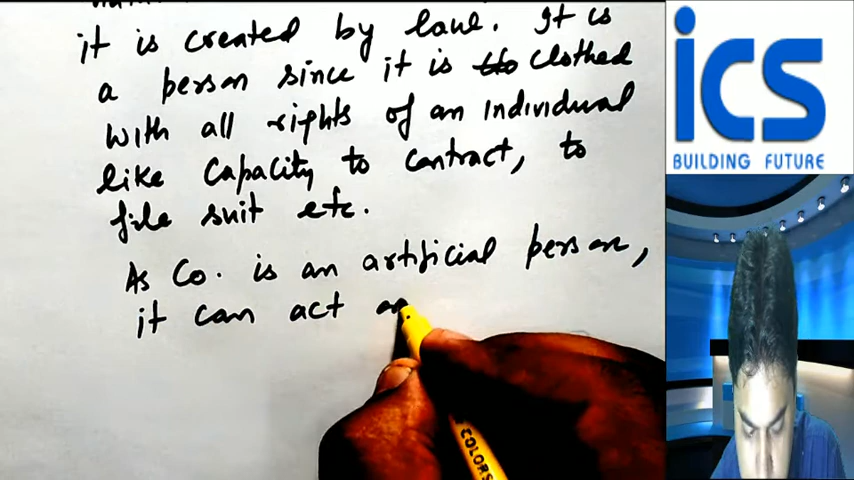 it is created by law. It is
a person since it is clothed
with all rights of an individual
like capacity to contract, to
file suit etc.
As Co. is an artificial person,
it can act
ics
BUILDING FUTURE
COLORS